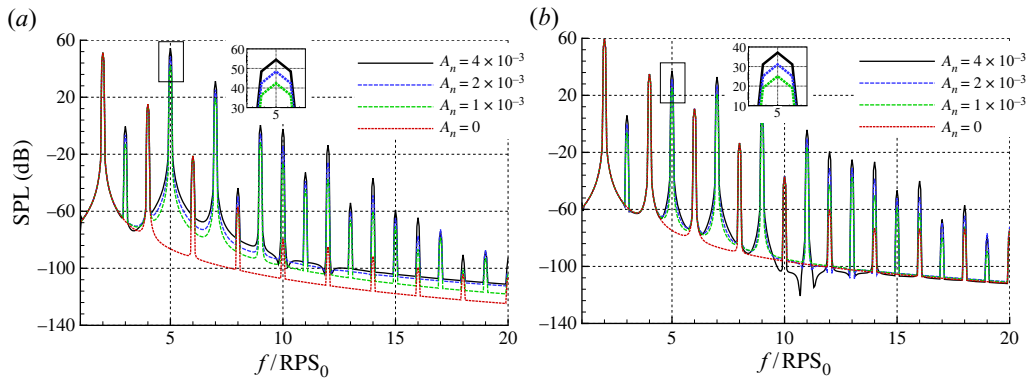 (a)
60
20
−20
−60
−100
−140
SPL (dB)
60
50
40
30
5
A_n = 4 × 10⁻³
A_n = 2 × 10⁻³
A_n = 1 × 10⁻³
A_n = 0
5
10
15
20
f/RPS₀
(b)
60
20
−20
−60
−100
−140
40
30
20
10
5
A_n = 4 × 10⁻³
A_n = 2 × 10⁻³
A_n = 1 × 10⁻³
A_n = 0
5
10
15
20
f/RPS₀